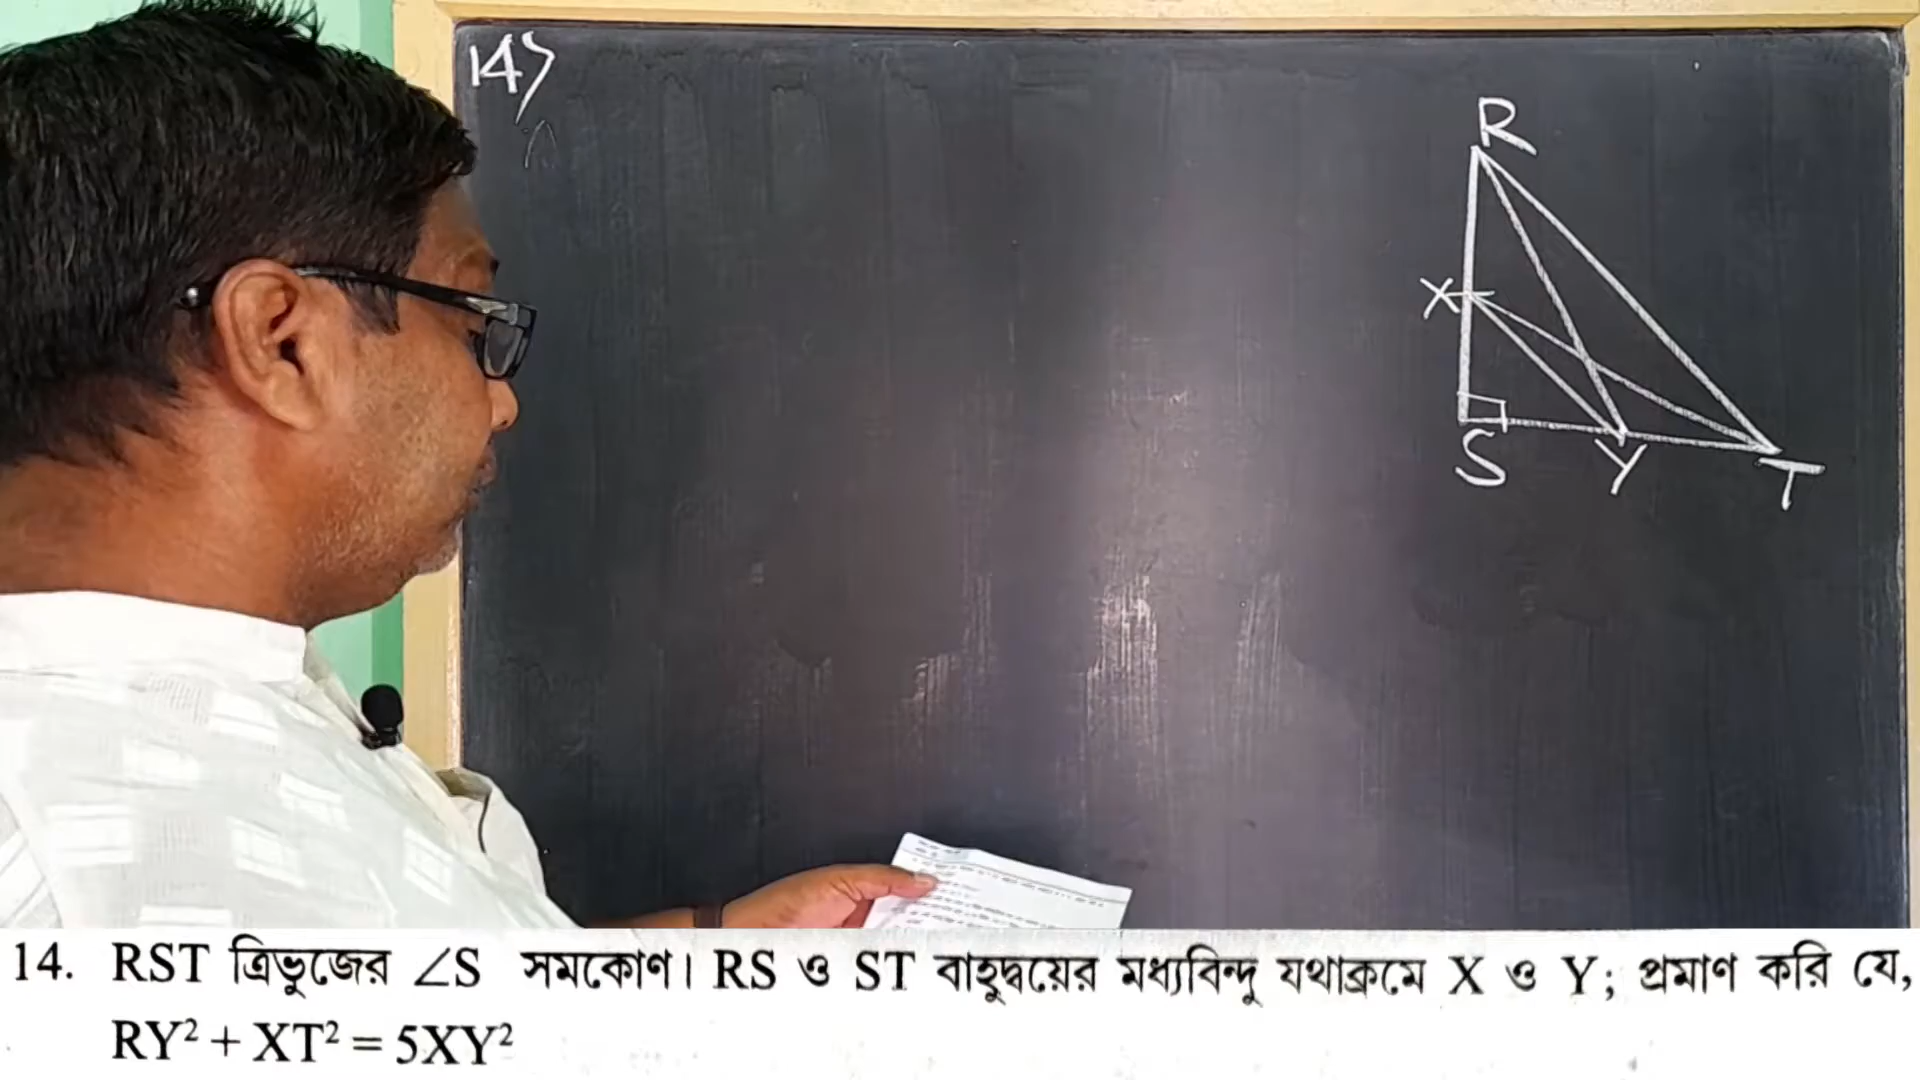 14)
R
X
S
Y
T
14. RST ত্রিভুজের ∠S সমকোণ। RS ও ST বাহুদ্বয়ের মধ্যবিন্দু যথাক্রমে X ও Y; প্রমাণ করি যে,
RY² + XT² = 5XY²